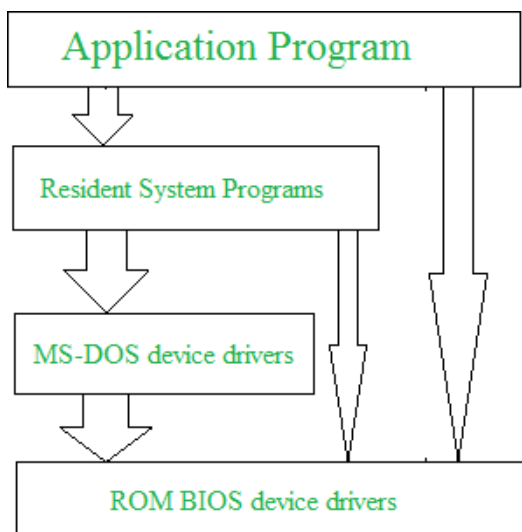 Application Program
Resident System Programs
MS-DOS device drivers
ROM BIOS device drivers